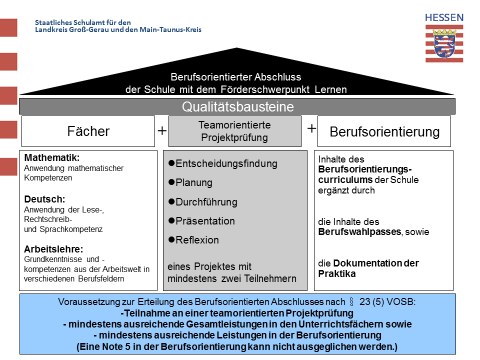 Staatliches Schulamt für den
Landkreis Groß-Gerau und den Main-Taunus-Kreis
HESSEN
Berufsorientierter Abschluss
der Schule mit dem Förderschwerpunkt Lernen
Qualitätsbausteine
Fächer
+
Teamorientierte
Projektprüfung
+
Berufsorientierung
Mathematik:
Anwendung mathematischer
Kompetenzen
Deutsch:
Anwendung der Lese-,
Rechtschreib-
und Sprachkompetenz
Arbeitslehre:
Grundkenntnisse und -
kompetenzen aus der Arbeitswelt in
verschiedenen Berufsfeldern
●Entscheidungsfindung
●Planung
●Durchführung
●Präsentation
●Reflexion
eines Projektes mit
mindestens zwei Teilnehmern
Inhalte des
Berufsorientierungs-
curriculums der Schule
ergänzt durch
die Inhalte des
Berufswahlpasses, sowie
die Dokumentation der
Praktika
Voraussetzung zur Erteilung des Berufsorientierten Abschlusses nach § 23 (5) VOSB:
-Teilnahme an einer teamorientierten Projektprüfung
- mindestens ausreichende Gesamtleistungen in den Unterrichtsfächern sowie
- mindestens ausreichende Leistungen in der Berufsorientierung
(Eine Note 5 in der Berufsorientierung kann nicht ausgeglichen werden.)